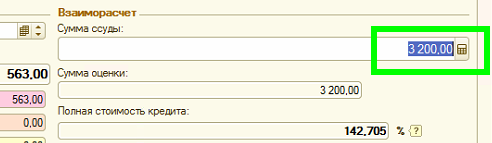 Взаиморасчет
Сумма ссуды:
3 200,00
563,00
Сумма оценки:
563,00
3 200,00
Полная стоимость кредита:
0,00
142,705 % ?
0,00